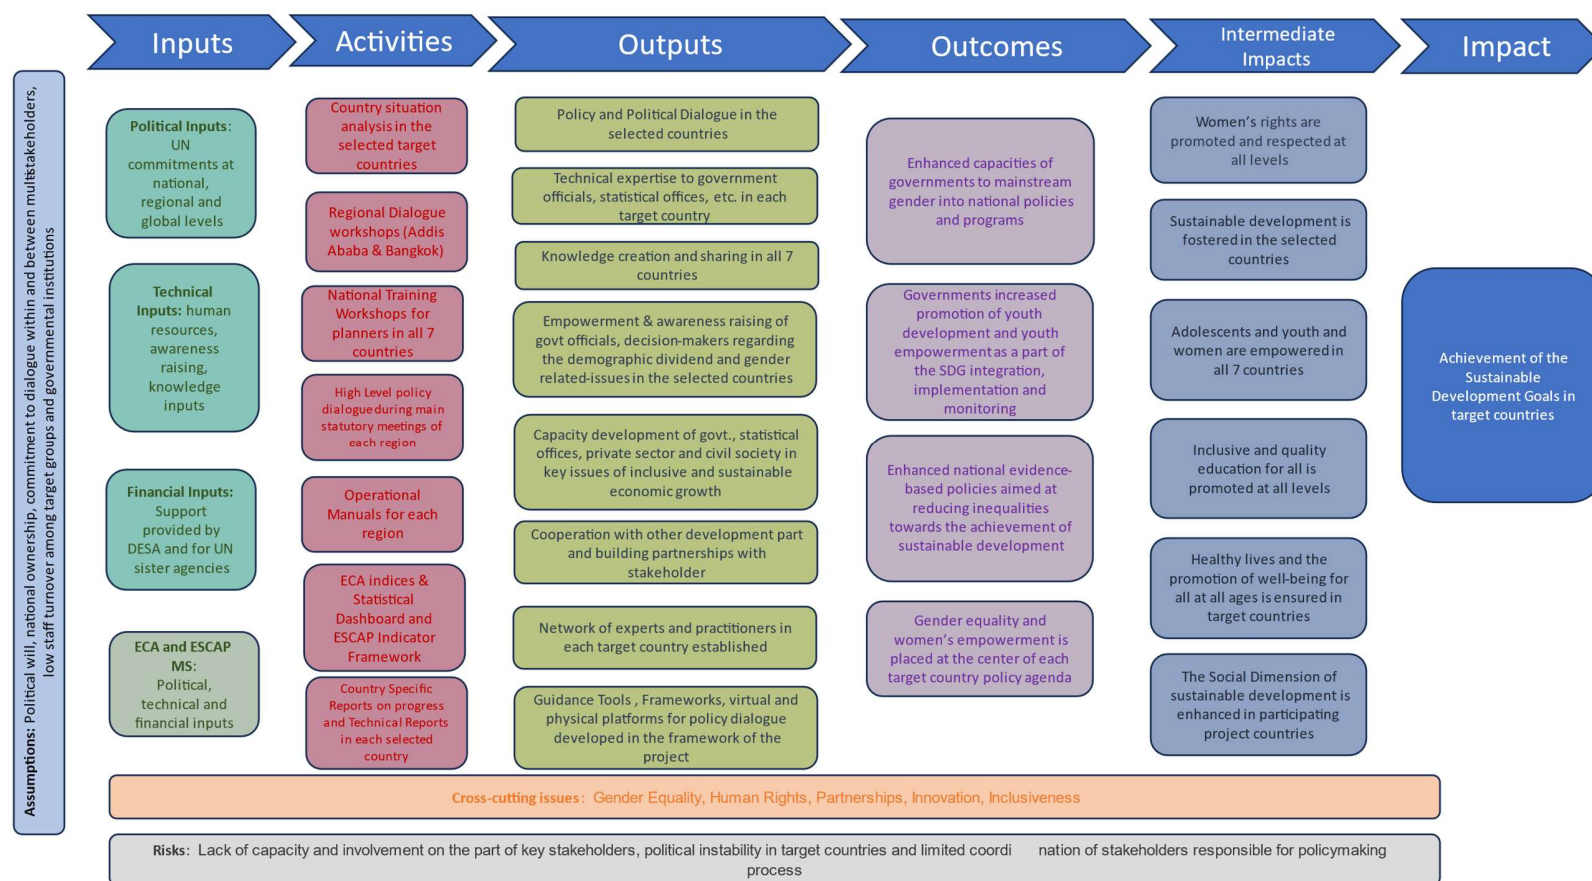 Inputs
Activities
Outputs
Outcomes
Intermediate
Impacts
Impact
Assumptions: Political will, national ownership, commitment to dialogue within and between multistakeholders,
low staff turnover among target groups and governmental institutions
Political Inputs:
UN
commitments at
national,
regional and
global levels
Technical
Inputs: human
resources,
awareness
raising,
knowledge
inputs
Financial Inputs:
Support
provided by
DESA and for UN
sister agencies
ECA and ESCAP
MS:
Political,
technical and
financial inputs
Country situation
analysis in the
selected target
countries
Regional Dialogue
workshops (Addis
Ababa & Bangkok)
National Training
Workshops for
planners in all 7
countries
High Level policy
dialogue during main
statutory meetings of
each region
Operational
Manuals for each
region
ECA indices &
Statistical
Dashboard and
ESCAP Indicator
Framework
Country Specific
Reports on progress
and Technical Reports
in each selected
country
Policy and Political Dialogue in the
selected countries
Technical expertise to government
officials, statistical offices, etc. in each
target country
Knowledge creation and sharing in all 7
countries
Empowerment & awareness raising of
govt officials, decision-makers regarding
the demographic dividend and gender
related-issues in the selected countries
Capacity development of govt., statistical
offices, private sector and civil society in
key issues of inclusive and sustainable
economic growth
Cooperation with other development part
and building partnerships with
stakeholder
Network of experts and practitioners in
each target country established
Guidance Tools , Frameworks, virtual and
physical platforms for policy dialogue
developed in the framework of the
project
Enhanced capacities of
governments to mainstream
gender into national policies
and programs
Governments increased
promotion of youth
development and youth
empowerment as a part of
the SDG integration,
implementation and
monitoring
Enhanced national evidence-
based policies aimed at
reducing inequalities
towards the achievement of
sustainable development
Gender equality and
women's empowerment is
placed at the center of each
target country policy agenda
Women's rights are
promoted and respected at
all levels
Sustainable development is
fostered in the selected
countries
Adolescents and youth and
women are empowered in
all 7 countries
Inclusive and quality
education for all is
promoted at all levels
Healthy lives and the
promotion of well-being for
all at all ages is ensured in
target countries
The Social Dimension of
sustainable development is
enhanced in participating
project countries
Achievement of the
Sustainable
Development Goals in
target countries
Cross-cutting issues: Gender Equality, Human Rights, Partnerships, Innovation, Inclusiveness
Risks: Lack of capacity and involvement on the part of key stakeholders, political instability in target countries and limited coordi nation of stakeholders responsible for policymaking
process